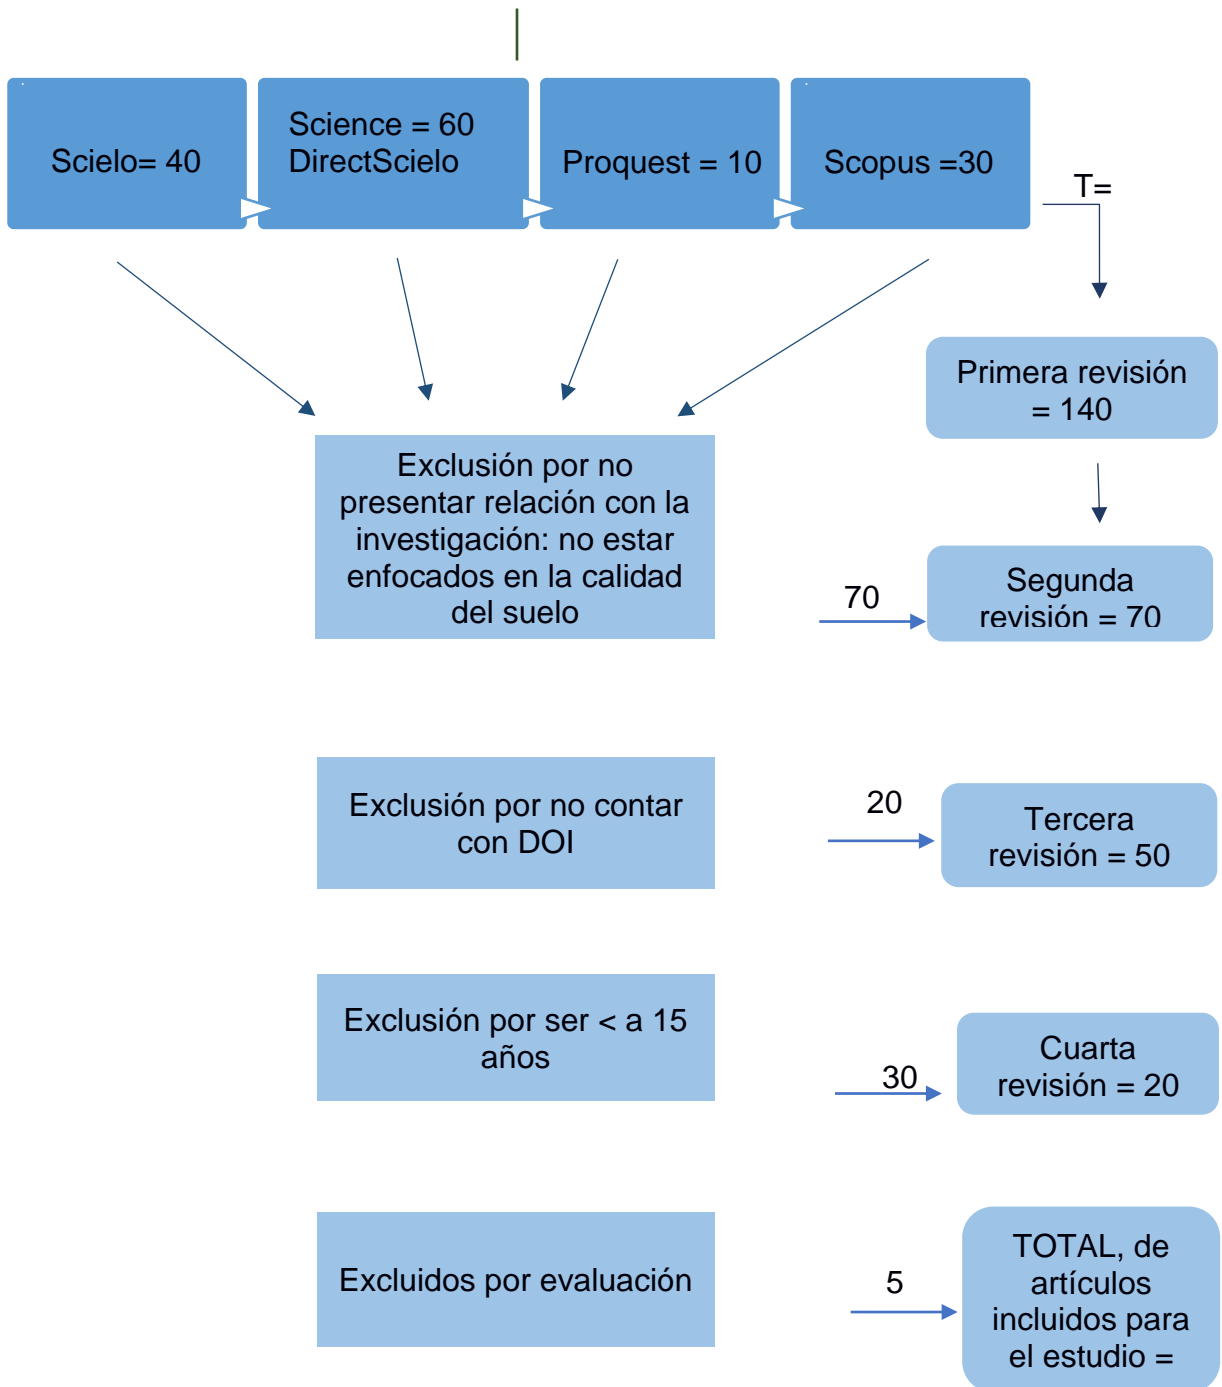 Scielo= 40
Science = 60
DirectScielo
Proquest = 10
Scopus =30
T=
Primera revisión
= 140
Exclusión por no
presentar relación con la
investigación: no estar
enfocados en la calidad
del suelo
70
Segunda
revisión = 70
Exclusión por no contar
con DOI
20
Tercera
revisión = 50
Exclusión por ser < a 15
años
30
Cuarta
revisión = 20
Excluidos por evaluación
5
TOTAL, de
artículos
incluidos para
el estudio =